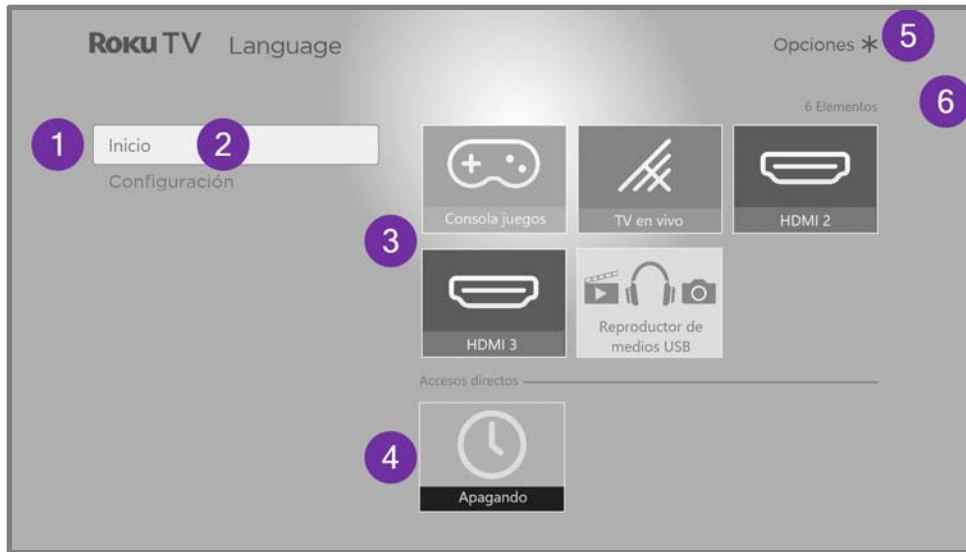 Roku TV Language
Opciones *
5
6 Elementos
6
1
Inicio
2
Configuración
Consola juegos
TV en vivo
HDMI 2
3
HDMI 3
Reproductor de
medios USB
Accesos directos
4
Apagando